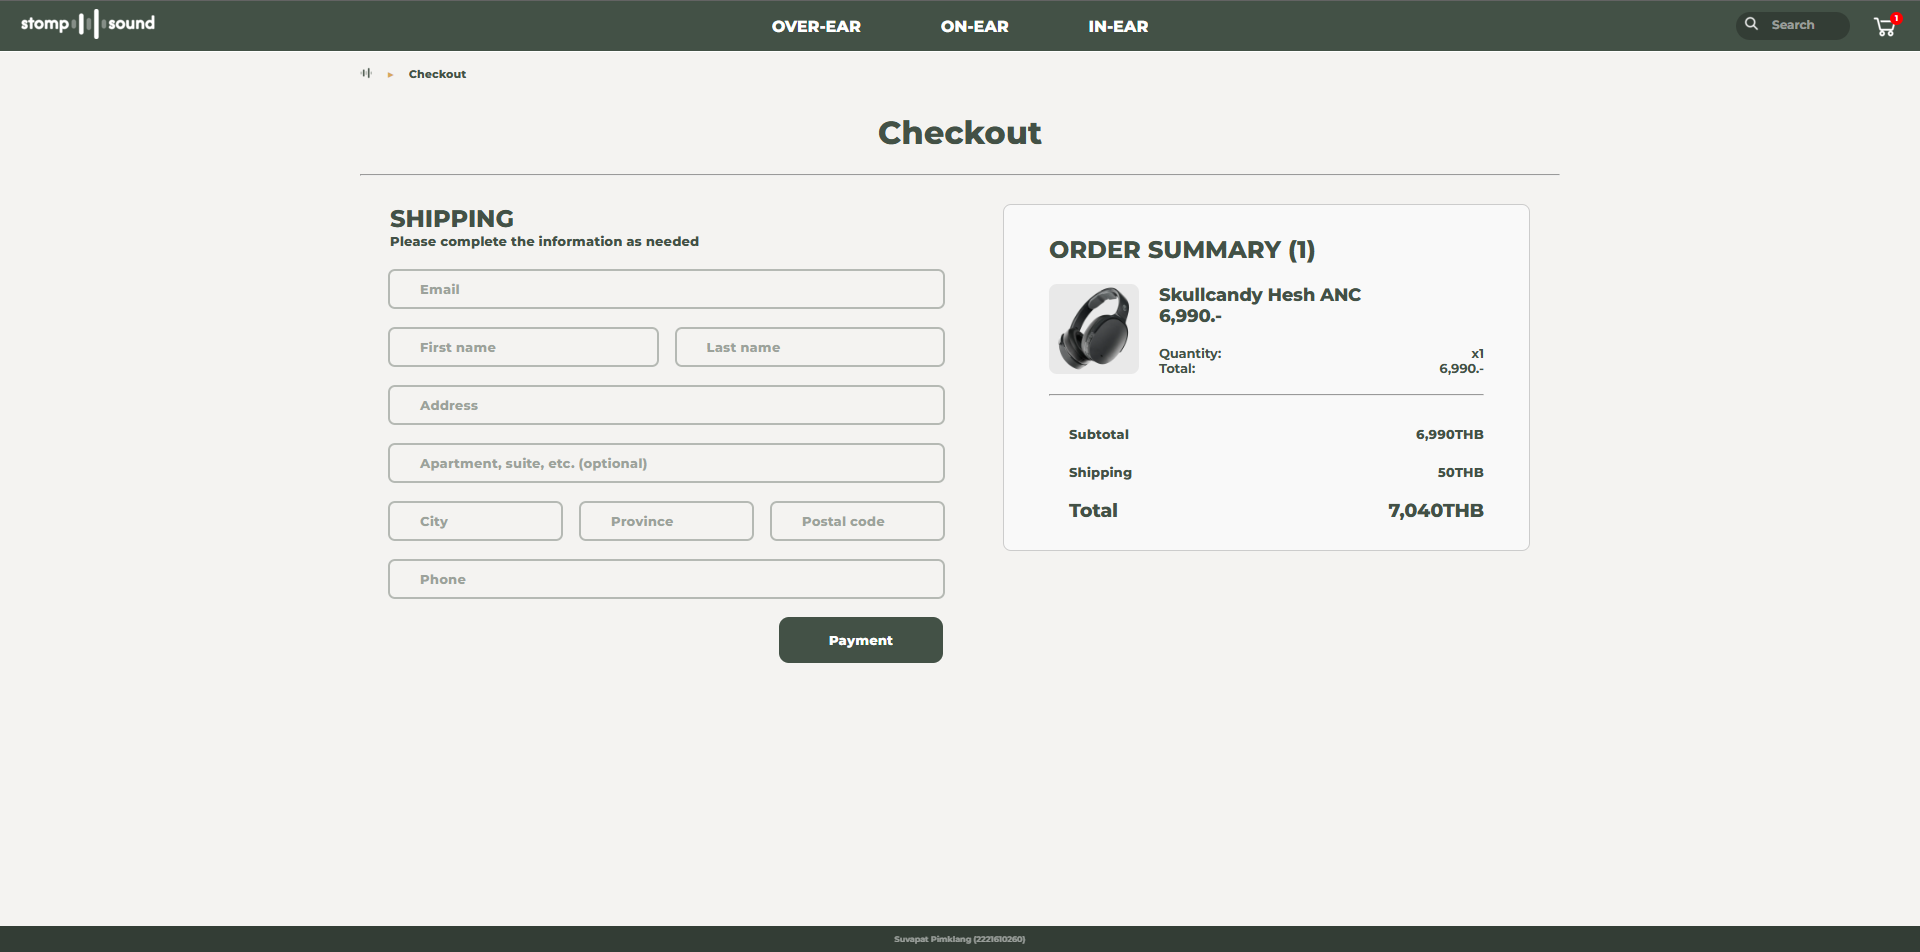 stomp sound
OVER-EAR
ON-EAR
IN-EAR
Search
1
Checkout
Checkout
SHIPPING
Please complete the information as needed
Email
First name
Last name
Address
Apartment, suite, etc. (optional)
City
Province
Postal code
Phone
Payment
ORDER SUMMARY (1)
Skullcandy Hesh ANC
6,990.-
Quantity: x1
Total: 6,990.-
Subtotal 6,990THB
Shipping 50THB
Total 7,040THB
Suvapat Pimklang (2221610260)